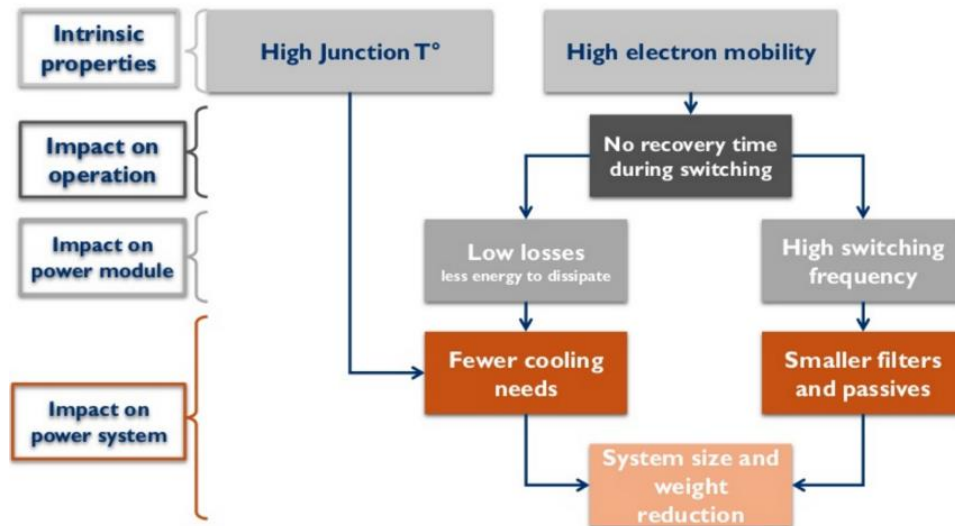 Intrinsic
properties
High Junction T°
High electron mobility
Impact on
operation
No recovery time
during switching
Impact on
power module
Low losses
less energy to dissipate
High switching
frequency
Impact on
power system
Fewer cooling
needs
Smaller filters
and passives
System size and
weight
reduction